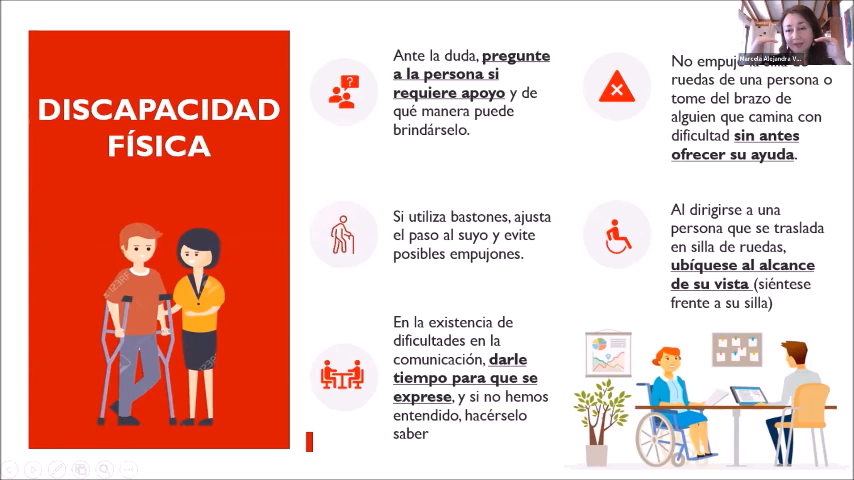 DISCAPACIDAD
FÍSICA
Ante la duda, pregunte
a la persona si
requiere apoyo y de
qué manera puede
brindárselo.
Si utiliza bastones, ajusta
el paso al suyo y evite
posibles empujones.
En la existencia de
dificultades en la
comunicación, darle
tiempo para que se
exprese, y si no hemos
entendido, hacérselo
saber
Marcela Alejandra V...
No empuje la silla de
ruedas de una persona o
tome del brazo de
alguien que camina con
dificultad sin antes
ofrecer su ayuda.
Al dirigirse a una
persona que se traslada
en silla de ruedas,
ubíquese al alcance
de su vista (siéntese
frente a su silla)